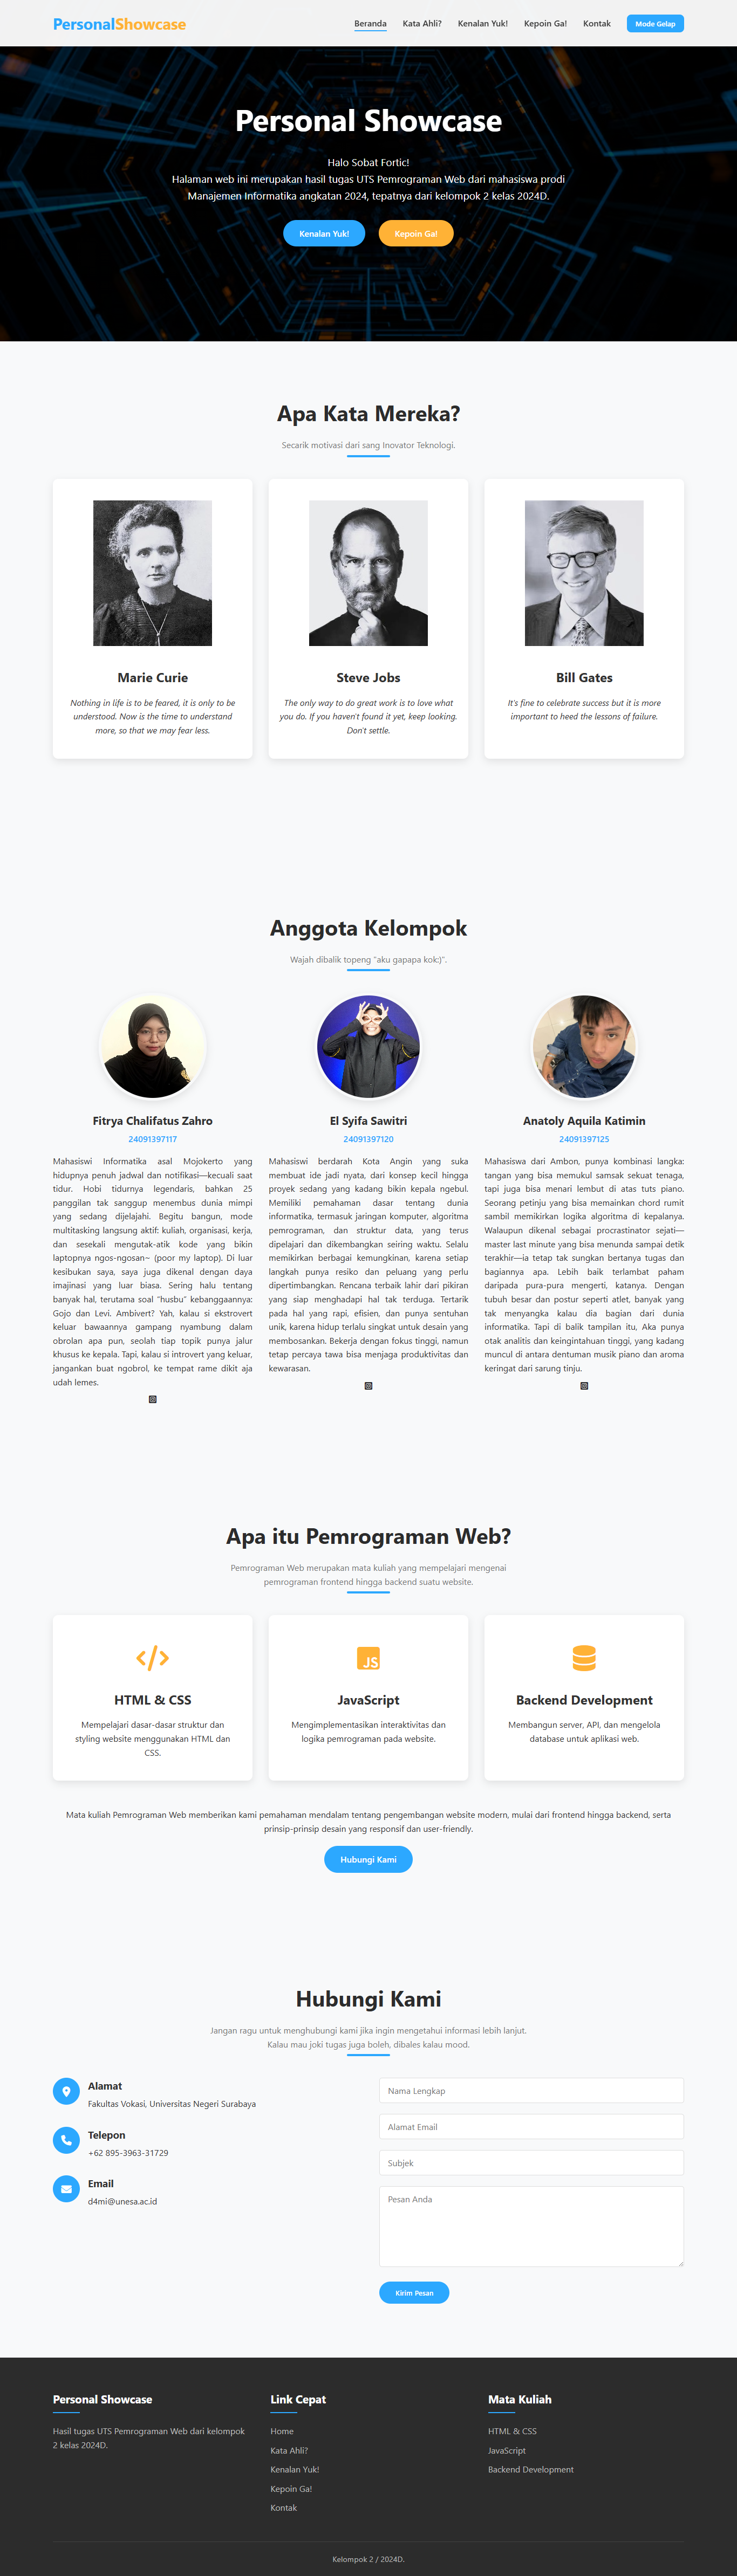 PersonalShowcase
Beranda
Kata Ahli?
Kenalan Yuk!
Kepoin Ga!
Kontak
Mode Gelap
Personal Showcase
Halo Sobat Fortic!
Halaman web ini merupakan hasil tugas UTS Pemrograman Web dari mahasiswa prodi
Manajemen Informatika angkatan 2024, tepatnya dari kelompok 2 kelas 2024D.
Kenalan Yuk!
Kepoin Ga!
Apa Kata Mereka?
Secarik motivasi dari sang Inovator Teknologi.
Marie Curie
Nothing in life is to be feared, it is only to be
understood. Now is the time to understand
more, so that we may fear less.
Steve Jobs
The only way to do great work is to love what
you do. If you haven't found it yet, keep looking.
Don't settle.
Bill Gates
It's fine to celebrate success but it is more
important to heed the lessons of failure.
Anggota Kelompok
Wajah dibalik topeng "aku gapapa kok:)".
Fitrya Chalifatus Zahro
24091397117
Mahasiswi Informatika asal Mojokerto yang
hidupnya penuh jadwal dan notifikasi—kecuali saat
tidur. Hobi tidurnya legendaris, bahkan 25
panggilan tak sanggup menembus dunia mimpi
yang sedang dijelajahi. Begitu bangun, mode
multitasking langsung aktif: kuliah, organisasi, kerja,
dan sesekali mengutak-atik kode yang bikin
laptopnya ngos-ngosan~ (poor my laptop). Di luar
kesibukan saya, saya juga dikenal dengan daya
imajinasi yang luar biasa. Sering halu tentang
banyak hal, terutama soal "husbu" kebanggaannya:
Gojo dan Levi. Ambivert? Yah, kalau si ekstrovert
keluar bawaannya gampang nyambung dalam
obrolan apa pun, seolah tiap topik punya jalur
khusus ke kepala. Tapi, kalau si introvert yang keluar,
jangankan buat ngobrol, ke tempat rame dikit aja
udah lemes.
El Syifa Sawitri
24091397120
Mahasiswi berdarah Kota Angin yang suka
membuat ide jadi nyata, dari konsep kecil hingga
proyek sedang yang kadang bikin kepala ngebul.
Memiliki pemahaman dasar tentang dunia
informatika, termasuk jaringan komputer, algoritma
pemrograman, dan struktur data, yang terus
dipelajari dan dikembangkan seiring waktu. Selalu
memikirkan berbagai kemungkinan, karena setiap
langkah punya resiko dan peluang yang perlu
dipertimbangkan. Rencana terbaik lahir dari pikiran
yang siap menghadapi hal tak terduga. Tertarik
pada hal yang rapi, efisien, dan punya sentuhan
unik, karena hidup terlalu singkat untuk desain yang
membosankan. Bekerja dengan fokus tinggi, namun
tetap percaya tawa bisa menjaga produktivitas dan
kewarasan.
Anatoly Aquila Katimin
24091397125
Mahasiswa dari Ambon, punya kombinasi langka:
tangan yang bisa memukul samsak sekuat tenaga,
tapi juga bisa menari lembut di atas tuts piano.
Seorang petinju yang bisa memainkan chord rumit
sambil memikirkan logika algoritma di kepalanya.
Walaupun dikenal sebagai procrastinator sejati—
master last minute yang bisa menunda sampai detik
terakhir—ia tetap tak sungkan bertanya tugas dan
bagiannya apa. Lebih baik terlambat paham
daripada pura-pura mengerti, katanya. Dengan
tubuh besar dan postur seperti atlet, banyak yang
tak menyangka kalau dia bagian dari dunia
informatika. Tapi di balik tampilan itu, Aka punya
otak analitis dan keingintahuan tinggi, yang kadang
muncul di antara dentuman musik piano dan aroma
keringat dari sarung tinju.
Apa itu Pemrograman Web?
Pemrograman Web merupakan mata kuliah yang mempelajari mengenai
pemrograman frontend hingga backend suatu website.
HTML & CSS
Mempelajari dasar-dasar struktur dan
styling website menggunakan HTML dan
CSS.
JS
JavaScript
Mengimplementasikan interaktivitas dan
logika pemrograman pada website.
Backend Development
Membangun server, API, dan mengelola
database untuk aplikasi web.
Mata kuliah Pemrograman Web memberikan kami pemahaman mendalam tentang pengembangan website modern, mulai dari frontend hingga backend, serta
prinsip-prinsip desain yang responsif dan user-friendly.
Hubungi Kami
Hubungi Kami
Jangan ragu untuk menghubungi kami jika ingin mengetahui informasi lebih lanjut.
Kalau mau joki tugas juga boleh, dibales kalau mood.
Alamat
Fakultas Vokasi, Universitas Negeri Surabaya
Telepon
+62 895-3963-31729
Email
d4mi@unesa.ac.id
Nama Lengkap
Alamat Email
Subjek
Pesan Anda
Kirim Pesan
Personal Showcase
Hasil tugas UTS Pemrograman Web dari kelompok
2 kelas 2024D.
Link Cepat
Home
Kata Ahli?
Kenalan Yuk!
Kepoin Ga!
Kontak
Mata Kuliah
HTML & CSS
JavaScript
Backend Development
Kelompok 2 / 2024D.